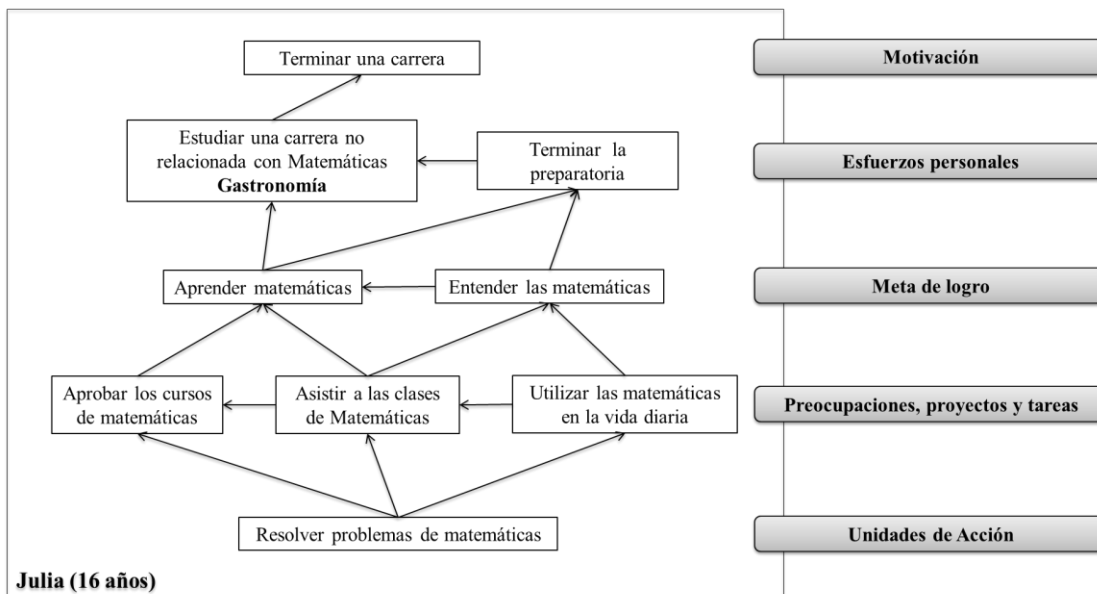 Terminar una carrera
Motivación
Estudiar una carrera no
relacionada con Matemáticas
Gastronomía
Terminar la
preparatoria
Esfuerzos personales
Aprender matemáticas
Entender las matemáticas
Meta de logro
Aprobar los cursos
de matemáticas
Asistir a las clases
de Matemáticas
Utilizar las matemáticas
en la vida diaria
Preocupaciones, proyectos y tareas
Resolver problemas de matemáticas
Unidades de Acción
Julia (16 años)